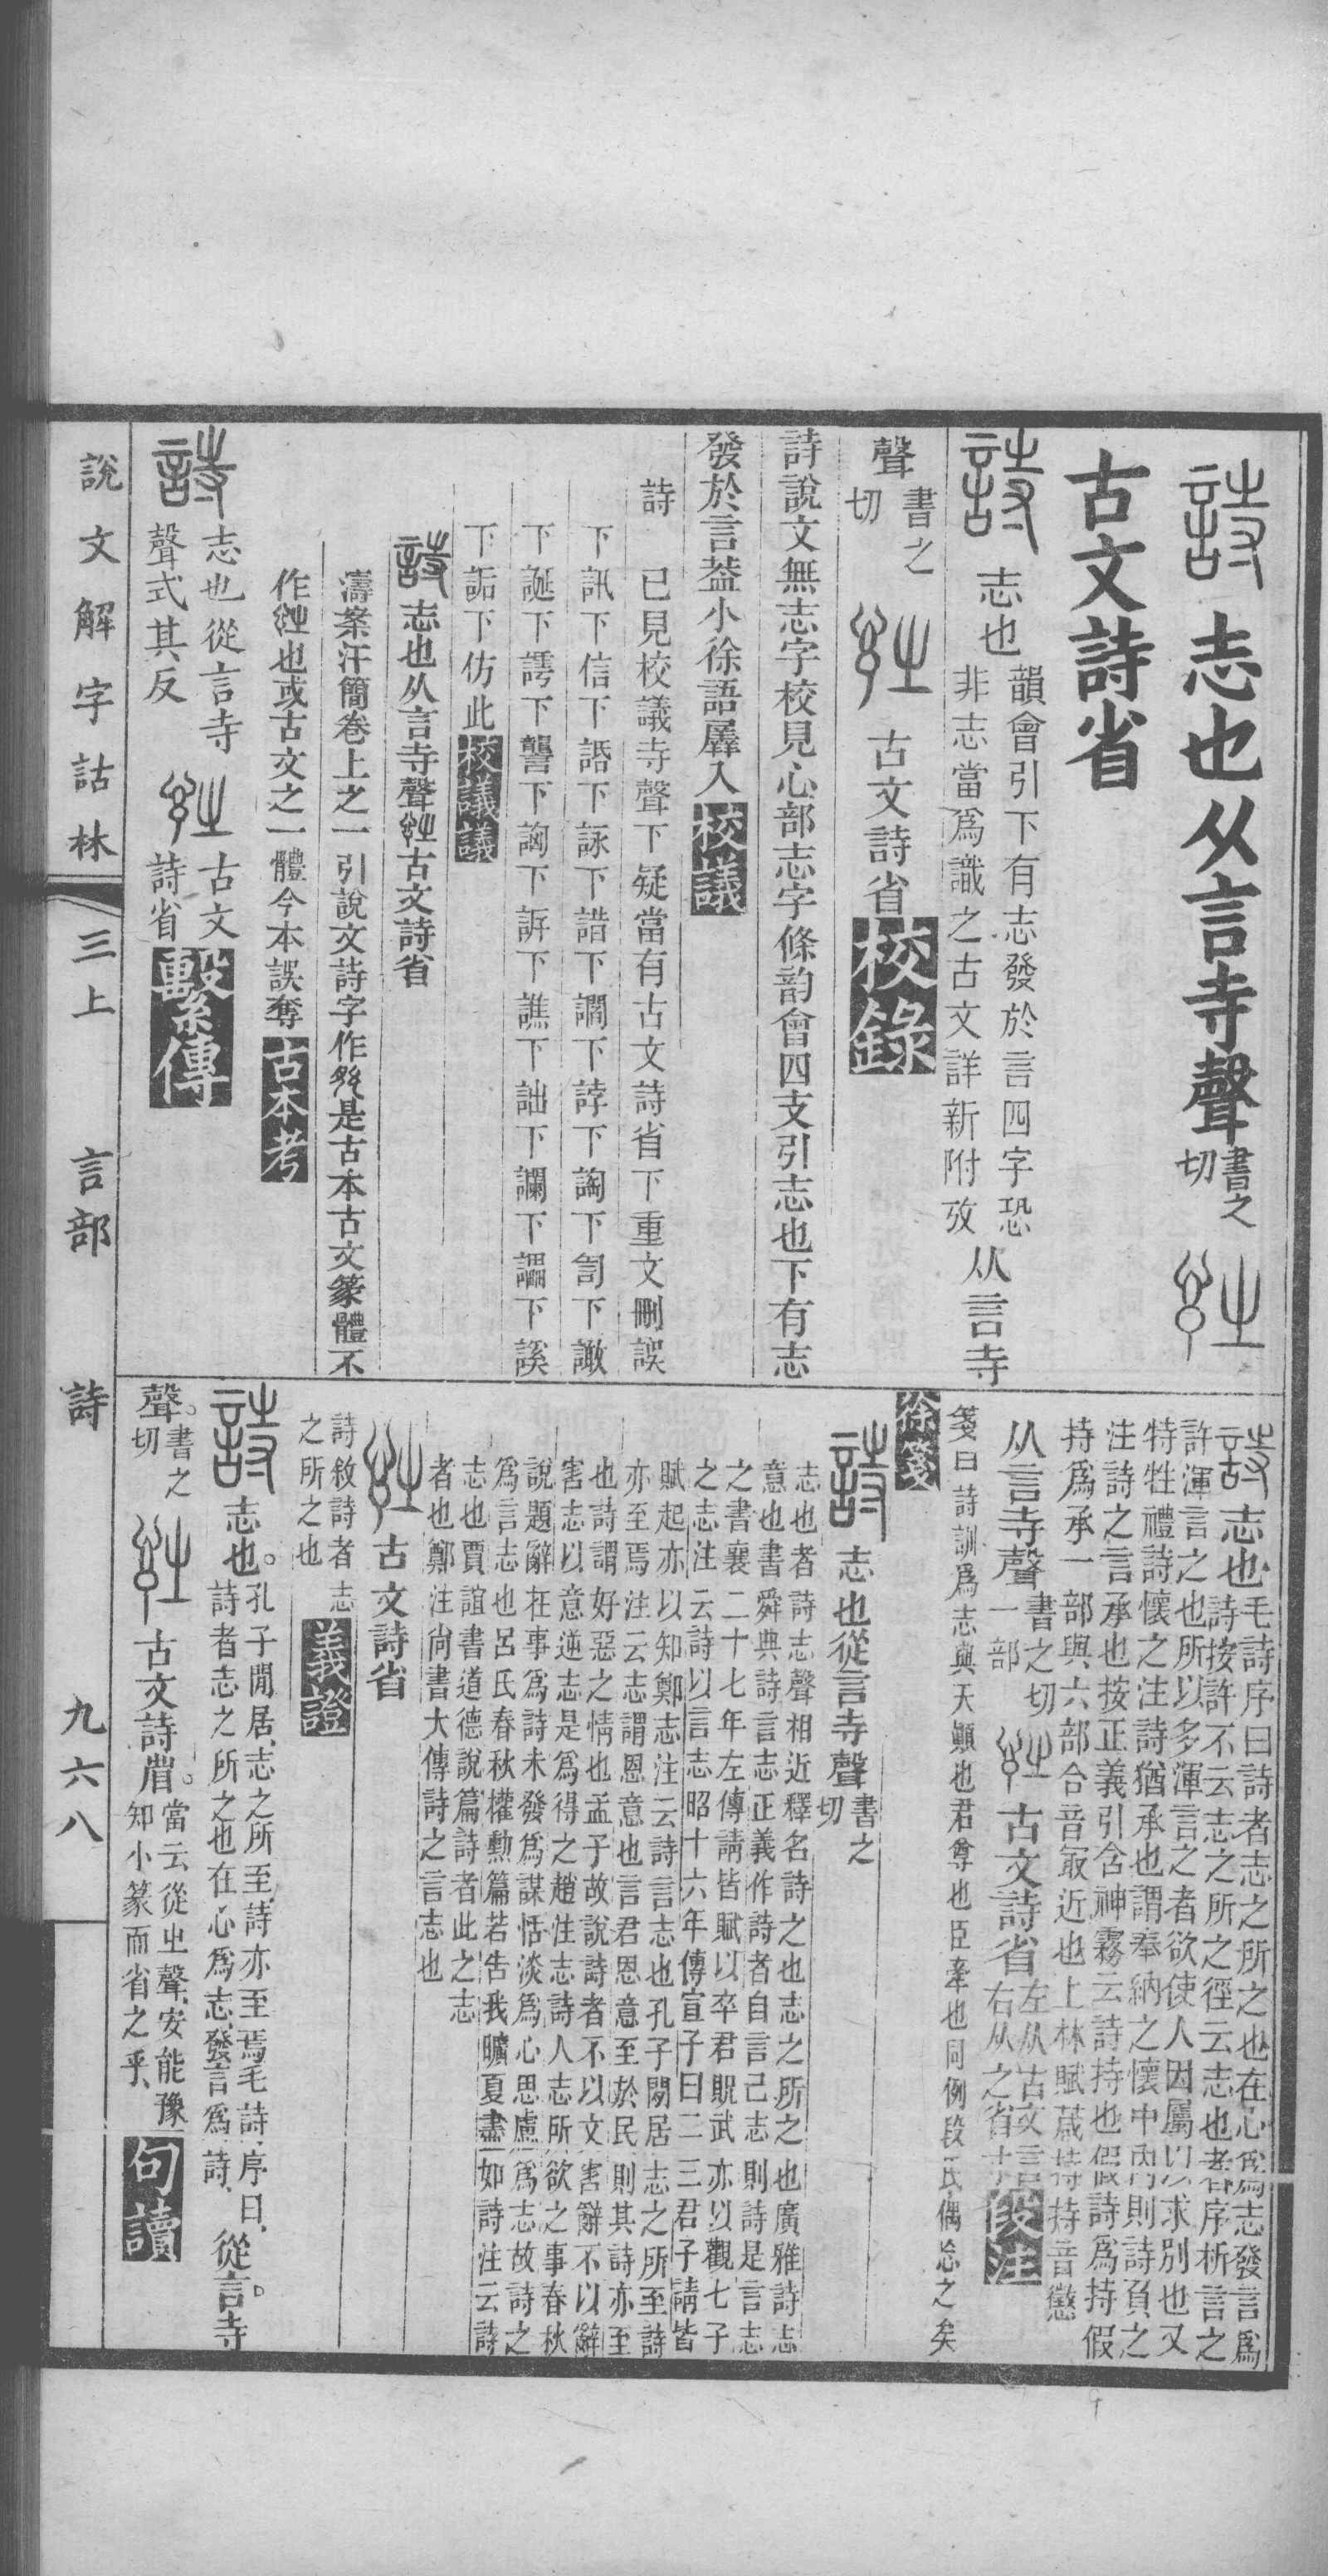 詩 志也从言寺聲書之切 𧥳
古文詩省
詩 志也韻會引下有志發於言四字恐非志當爲識之古文詳新附攷从言寺
聲書之切 𧥳 古文詩省 校錄
詩說文無志字校見心部志字條韵會四支引志也下有志
發於言葢小徐語羼入 校議
詩 已見校議寺聲下疑當有古文詩省下重文刪誤
下訊下信下誥下詠下諎下讇下誖下詾下訇下譀
下誕下謣下讋下下訴下譙下詘下讕下讄下謑
下詬下仿此 校議議
詩 志也从言寺聲𧥳古文詩省
濤案汗簡卷上之一引說文詩字作是古本古文篆體不
作𧥳也或古文之一體今本誤奪 古本考
詩 志也從言寺聲式其反 𧥳 古文詩省 繫傳
詩 志也毛詩序曰詩者志之所之也在心爲志發言爲
詩按許不云志之所之徑云志也者序析言之
許渾言之也所以多渾言之者欲使人因屬以求別也又
特牲禮詩懷之注詩猶承也謂奉納之懷中內則詩負之
注詩之言承也按正義引含神霧云詩持也假詩爲持假
持爲承一部與六部合音冣近也上林賦葴持持音懲
从言寺聲書之切一部 𧥳 古文詩省左从古文言右从之省寸 段注
箋曰詩訓爲志與天顚也君尊也臣牽也同例段氏偶忘之矣
徐箋
詩 志也從言寺聲書之切
志也者詩志聲相近釋名詩之也志之所之也廣雅詩志
意也書舜典詩言志正義作詩者自言己志則詩是言志
之書襄二十七年左傳請皆賦以卒君貺武亦以觀七子
之志注云詩以言志昭十六年傳宣子曰二三君子請皆
賦起亦以知鄭志注云詩言志也孔子閒居志之所至詩
亦至焉注云志謂恩意也言君恩意至於民則其詩亦至
也詩謂好惡之情也孟子故說詩者不以文害辭不以辭
害志以意逆志是爲得之趙注志詩人志所欲之事春秋
說題辭在事爲詩未發爲謀恬淡爲心思慮爲志故詩之
爲言志也呂氏春秋權勳篇若告我曠夏盡如詩注云詩
志也賈誼書道德說篇詩者此之志
者也鄭注尚書大傳詩之言志也
𧥳 古文詩省
詩敘詩者志之所之也 義證
詩 志也。孔子閒居、志之所至、詩亦至焉毛詩序曰、詩者志之所之也在心爲志、發言爲詩、從言。寺
聲。書之切 𧥳 古文詩省。當云從㞢聲、安能豫知小篆而省之乎、 句讀
說文解字詁林 三上 言部 詩 九六八